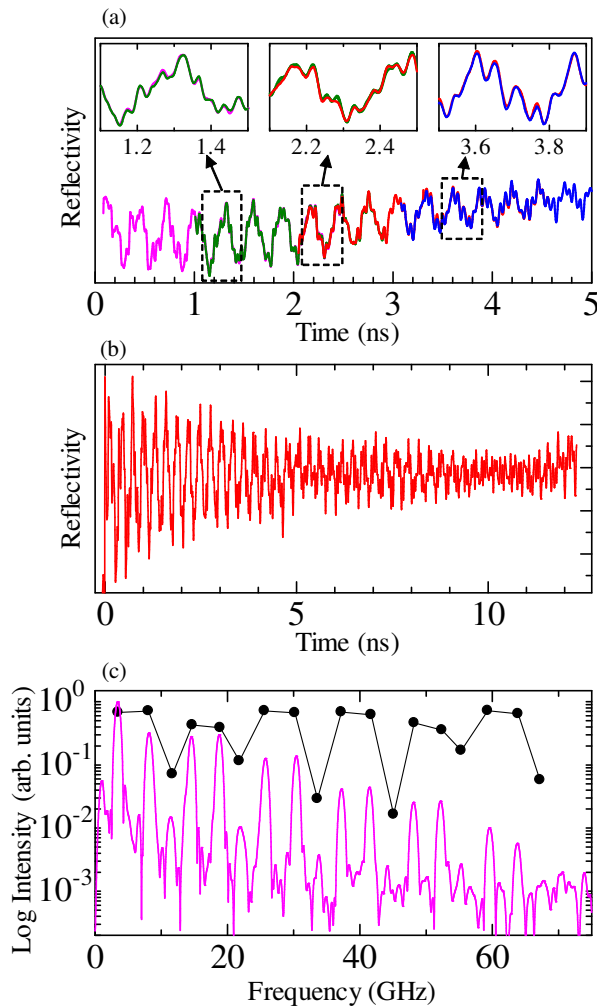 (a)
Reflectivity
1.2 1.4
2.2 2.4
3.6 3.8
0 1 2 3 4 5
Time (ns)
(b)
Reflectivity
0 5 10
Time (ns)
(c)
Log Intensity (arb. units)
10^0
10^-1
10^-2
10^-3
0 20 40 60
Frequency (GHz)